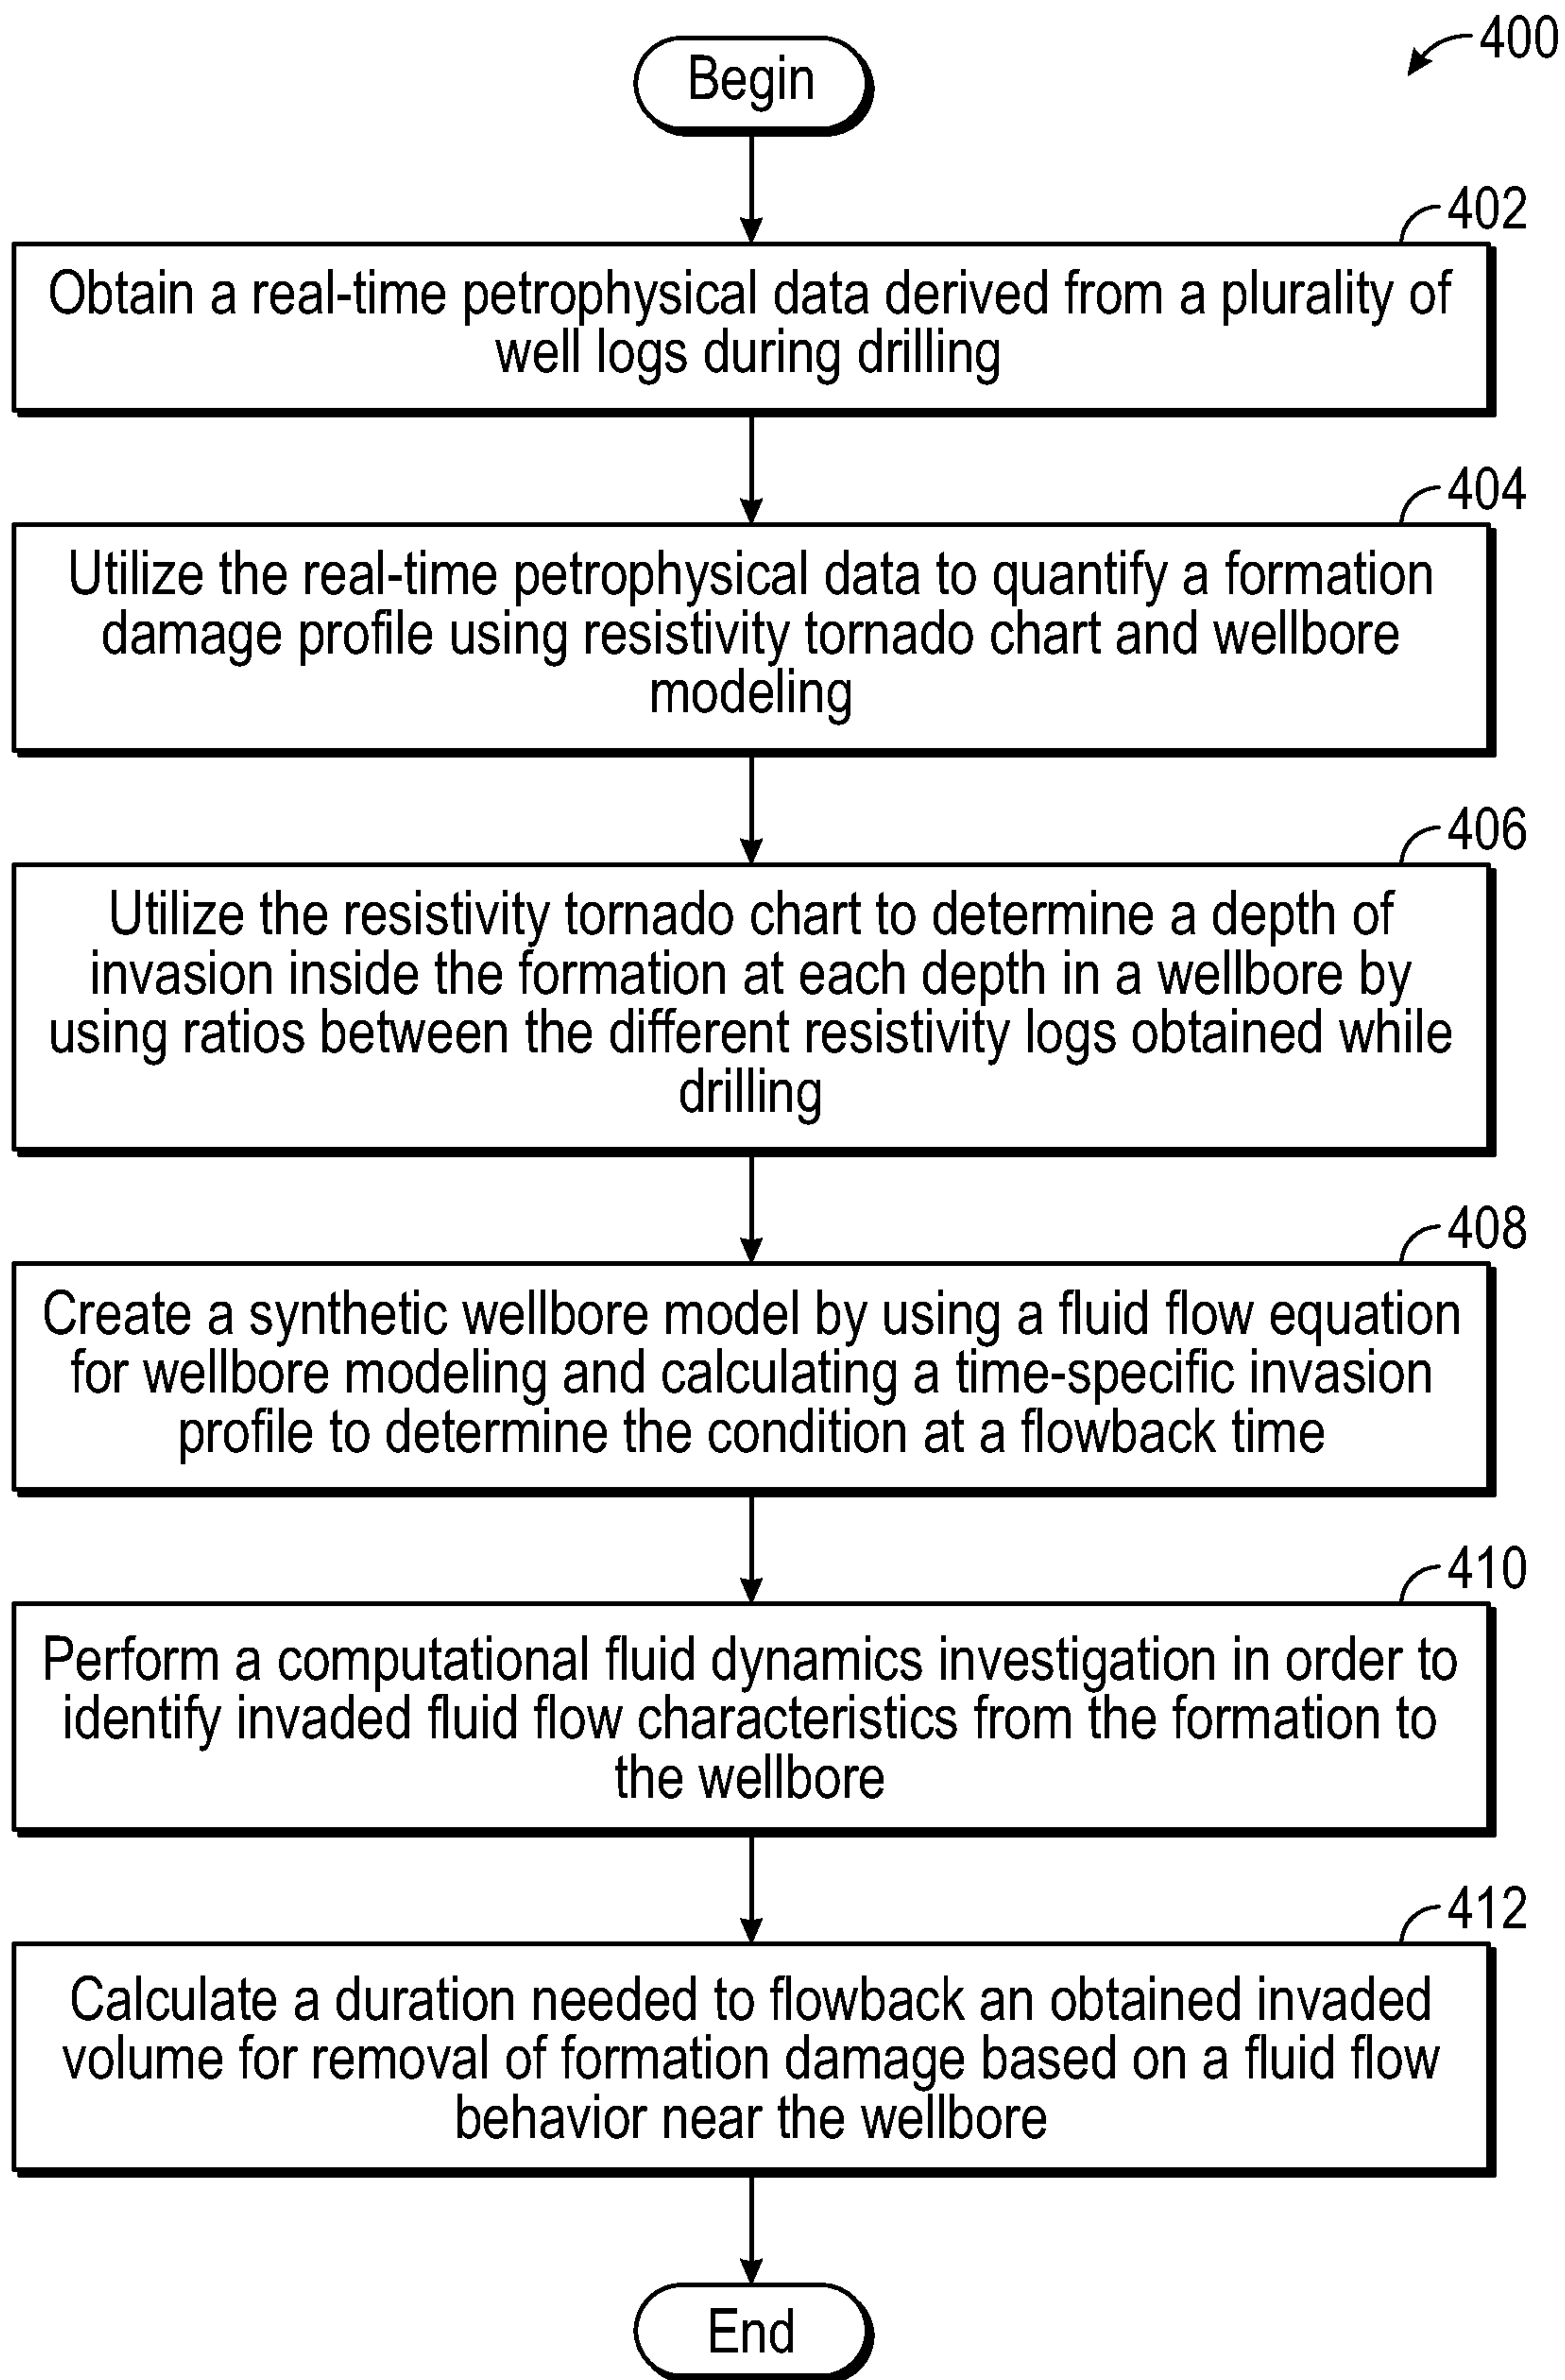 400
Begin
402
Obtain a real-time petrophysical data derived from a plurality of
well logs during drilling
404
Utilize the real-time petrophysical data to quantify a formation
damage profile using resistivity tornado chart and wellbore
modeling
406
Utilize the resistivity tornado chart to determine a depth of
invasion inside the formation at each depth in a wellbore by
using ratios between the different resistivity logs obtained while
drilling
408
Create a synthetic wellbore model by using a fluid flow equation
for wellbore modeling and calculating a time-specific invasion
profile to determine the condition at a flowback time
410
Perform a computational fluid dynamics investigation in order to
identify invaded fluid flow characteristics from the formation to
the wellbore
412
Calculate a duration needed to flowback an obtained invaded
volume for removal of formation damage based on a fluid flow
behavior near the wellbore
End